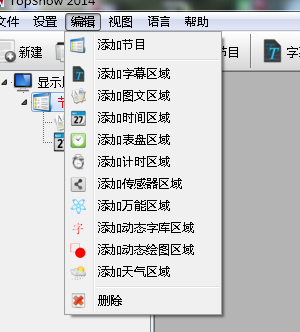 TopShow 2014
文件 设置 编辑 视图 语言 帮助
新建
节目
显示
添加节目
添加字幕区域
添加图文区域
添加时间区域
添加表盘区域
添加计时区域
添加传感器区域
添加万能区域
添加动态字库区域
添加动态绘图区域
添加天气区域
删除